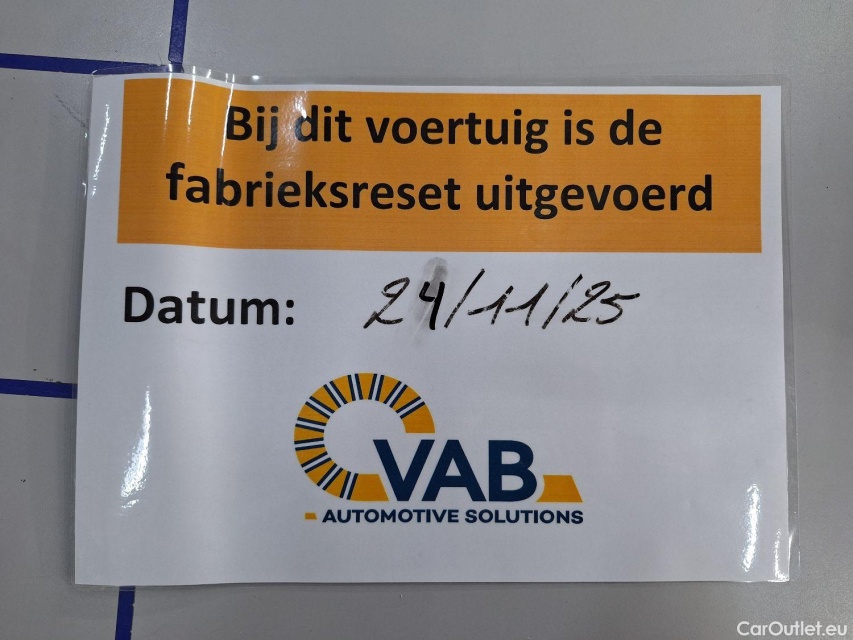 Bij dit voertuig is de
fabrieksreset uitgevoerd
Datum: 24/11/25
VAB
AUTOMOTIVE SOLUTIONS
CarOutlet.eu